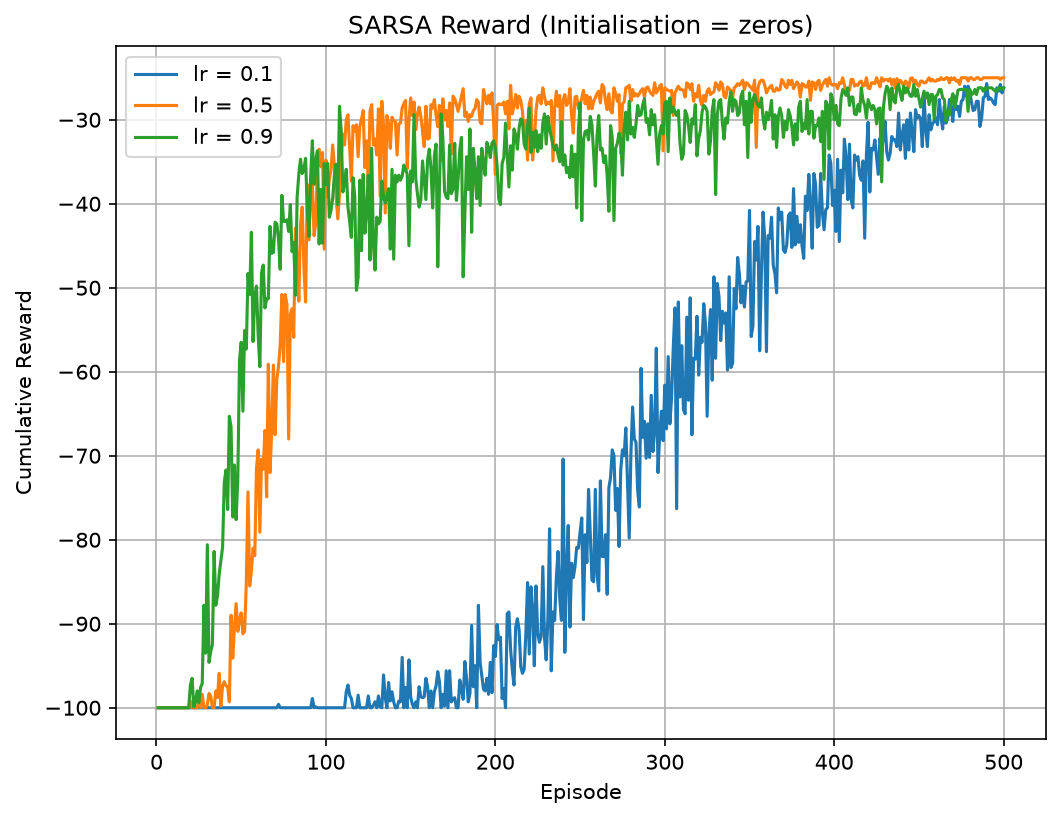 SARSA Reward (Initialisation = zeros)
lr = 0.1
lr = 0.5
lr = 0.9
Cumulative Reward
−30
−40
−50
−60
−70
−80
−90
−100
0 100 200 300 400 500
Episode